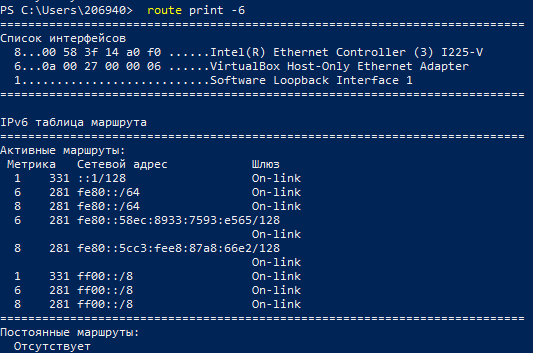 PS C:\Users\206940>  route print -6
===========================================================================
Список интерфейсов
  8...00 58 3f 14 a0 f0 ......Intel(R) Ethernet Controller (3) I225-V
  6...0a 00 27 00 00 06 ......VirtualBox Host-Only Ethernet Adapter
  1...........................Software Loopback Interface 1
===========================================================================
IPv6 таблица маршрута
===========================================================================
Активные маршруты:
 Метрика   Сетевой адрес            Шлюз
  1    331 ::1/128                  On-link
  6    281 fe80::/64                On-link
  8    281 fe80::/64                On-link
  6    281 fe80::58ec:8933:7593:e565/128
                                    On-link
  8    281 fe80::5cc3:fee8:87a8:66e2/128
                                    On-link
  1    331 ff00::/8                 On-link
  6    281 ff00::/8                 On-link
  8    281 ff00::/8                 On-link
===========================================================================
Постоянные маршруты:
  Отсутствует